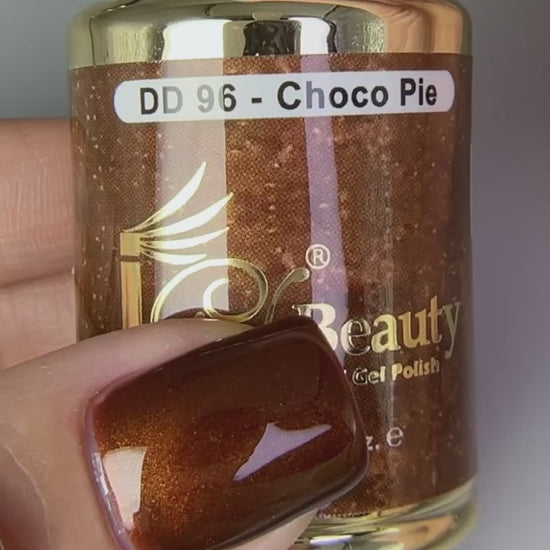 DD 96 - Choco Pie
®
Beauty
Gel Polish
z. e